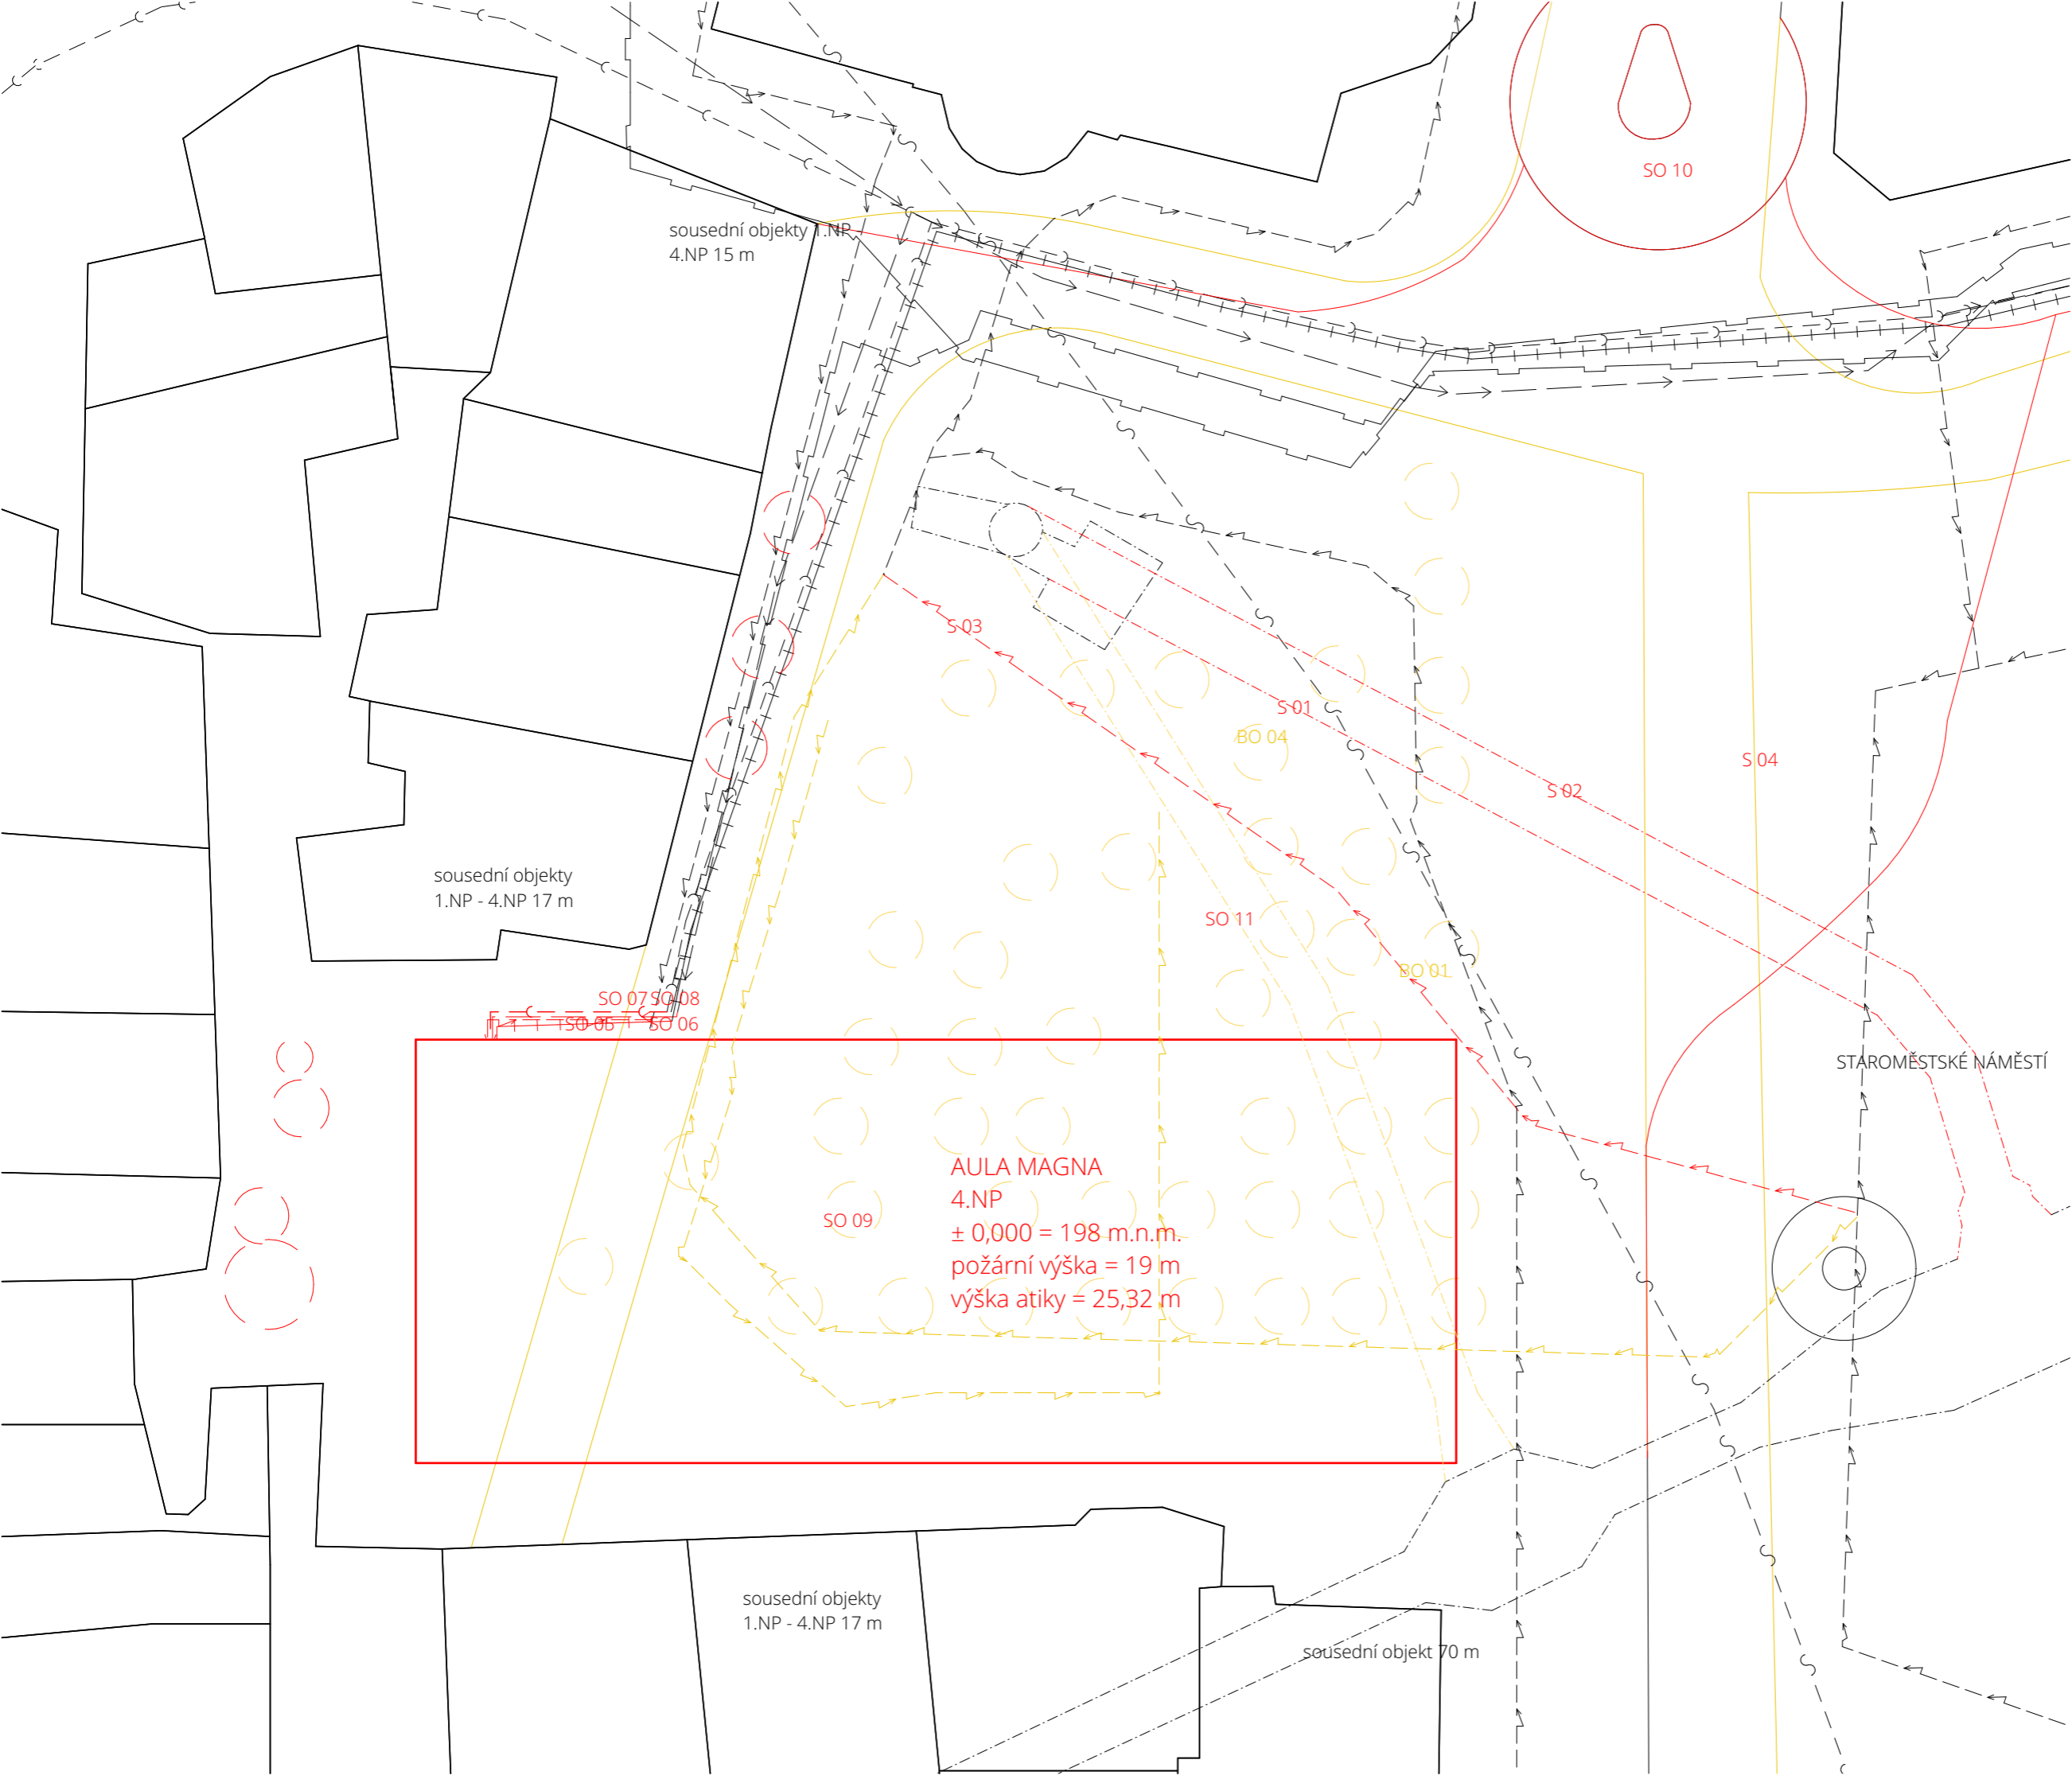 SO 10
sousední objekty 1.NP
4.NP 15 m
S 03
S 01
BO 04
S 04
S 02
sousední objekty
1.NP - 4.NP 17 m
SO 11
BO 01
SO 07 SO 08
SO 05 SO 06
STAROMĚSTSKÉ NÁMĚSTÍ
AULA MAGNA
4.NP
± 0,000 = 198 m.n.m.
požární výška = 19 m
výška atiky = 25,32 m
SO 09
sousední objekty
1.NP - 4.NP 17 m
sousední objekt 70 m